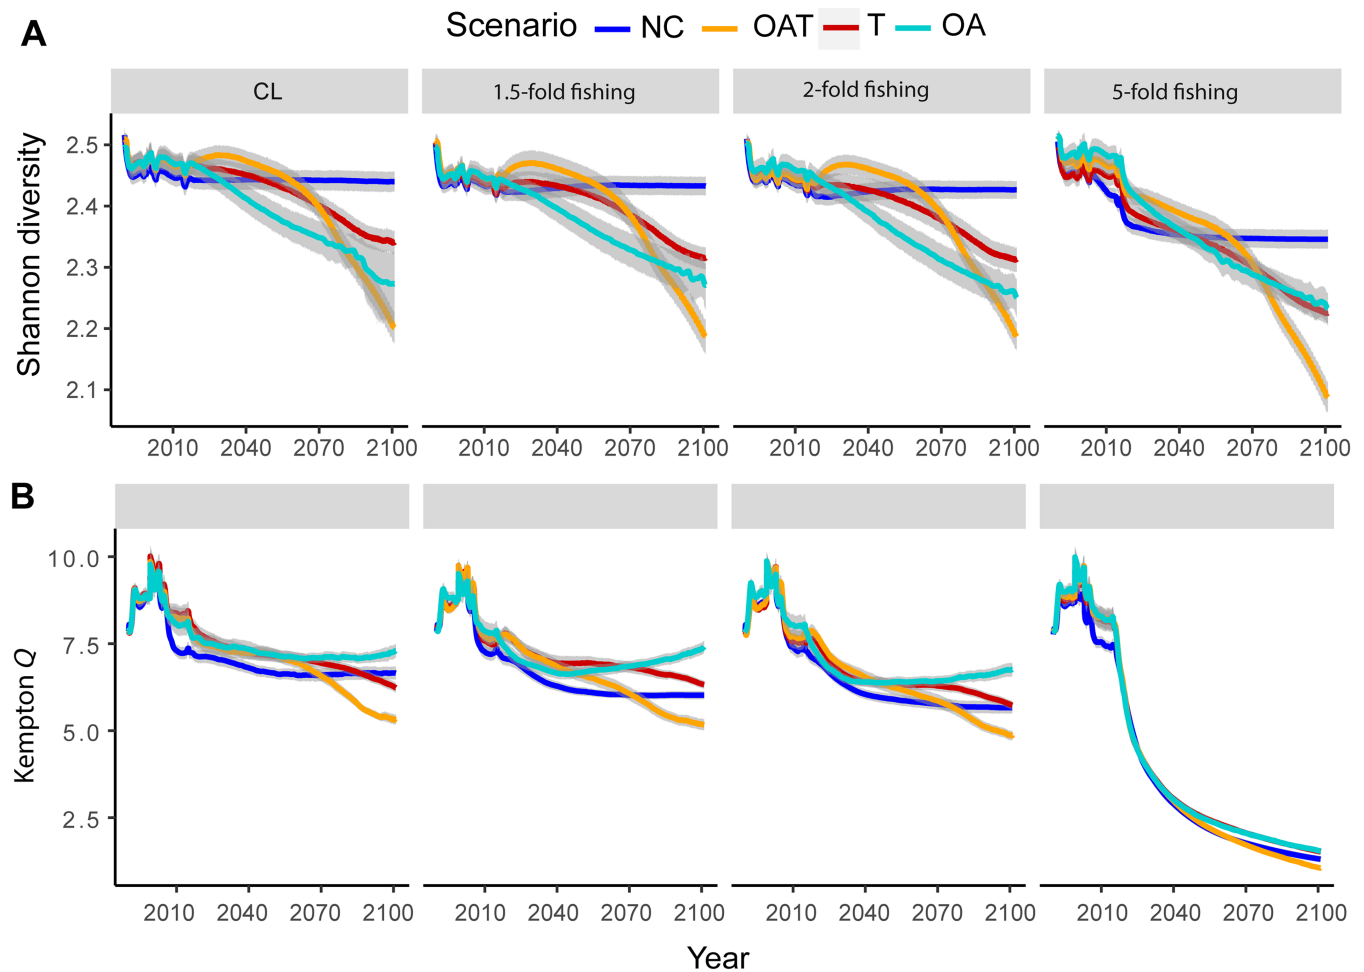 A
Scenario NC OAT T OA
CL 1.5-fold fishing 2-fold fishing 5-fold fishing
Shannon diversity
2.5
2.4
2.3
2.2
2.1
2010 2040 2070 2100 2010 2040 2070 2100 2010 2040 2070 2100 2010 2040 2070 2100
B
Kempton Q
10.0
7.5
5.0
2.5
2010 2040 2070 2100 2010 2040 2070 2100 2010 2040 2070 2100 2010 2040 2070 2100
Year